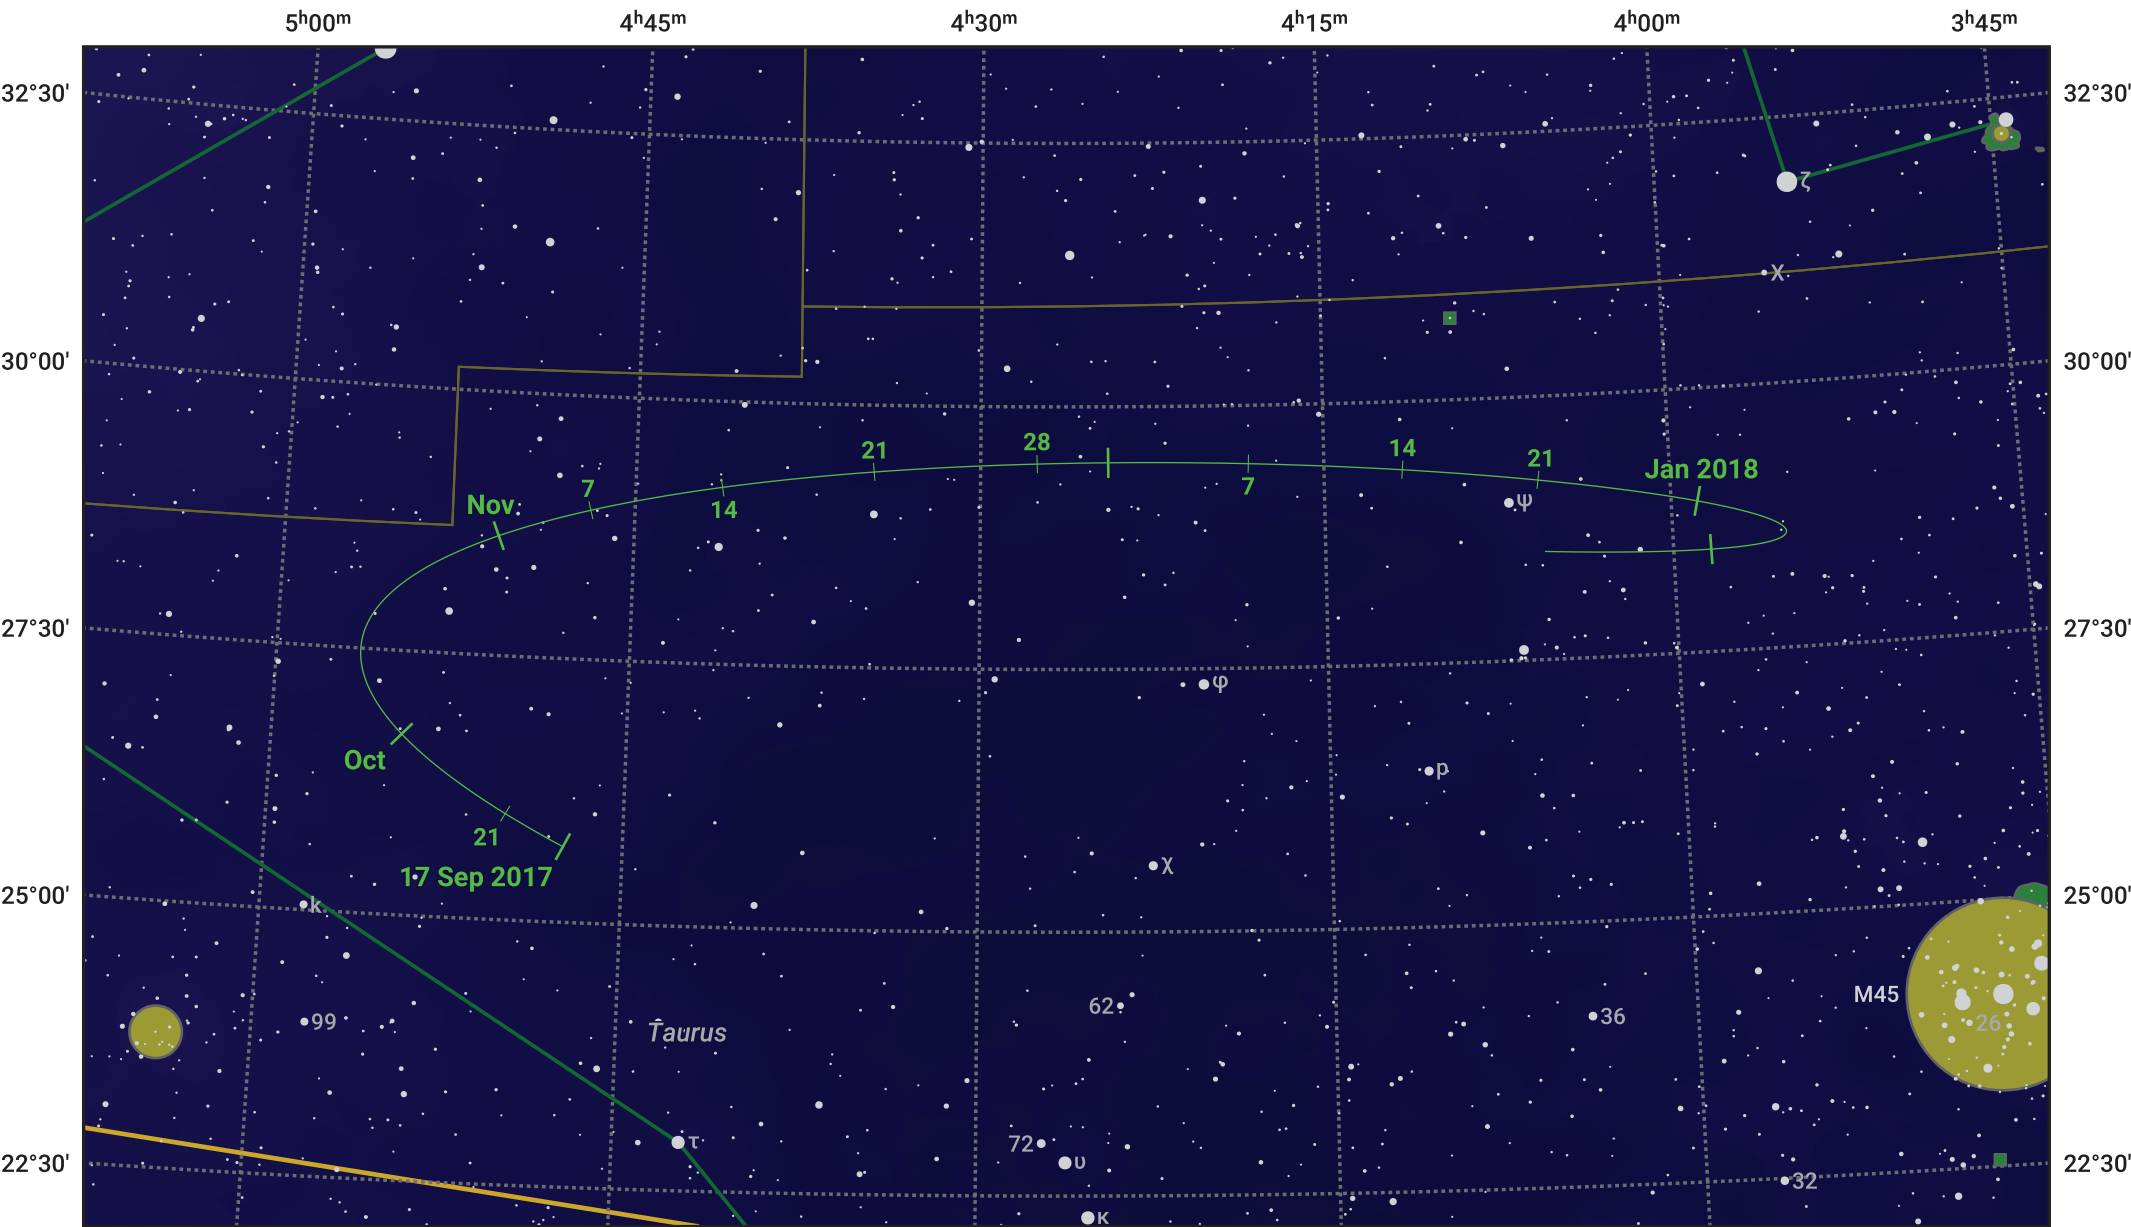 5ʰ00ᵐ 4ʰ45ᵐ 4ʰ30ᵐ 4ʰ15ᵐ 4ʰ00ᵐ 3ʰ45ᵐ
32°30' 32°30'
ζ
χ
30°00' 30°00'
21 28 14 21 Jan 2018
Nov 7 14 7 ψ
27°30' 27°30'
φ
Oct p
21
17 Sep 2017 χ
25°00' 25°00'
k
M45
99 Taurus 62 36 26
τ 72 υ
22°30' 22°30'
32
κ